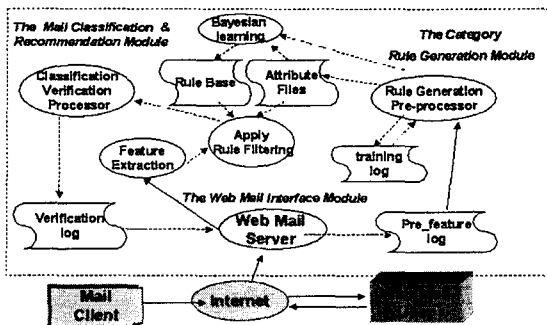 The Mail Classification &
Recommendation Module
Bayesian
learning
The Category
Rule Generation Module
Classification
Verification
Processor
Rule Base
Attribute
Files
Rule Generation
Pre-processor
Feature
Extraction
Apply
Rule Filtering
training
log
The Web Mail Interface Module
Verification
log
Web Mail
Server
Pre_feature
log
Mail
Client
Internet